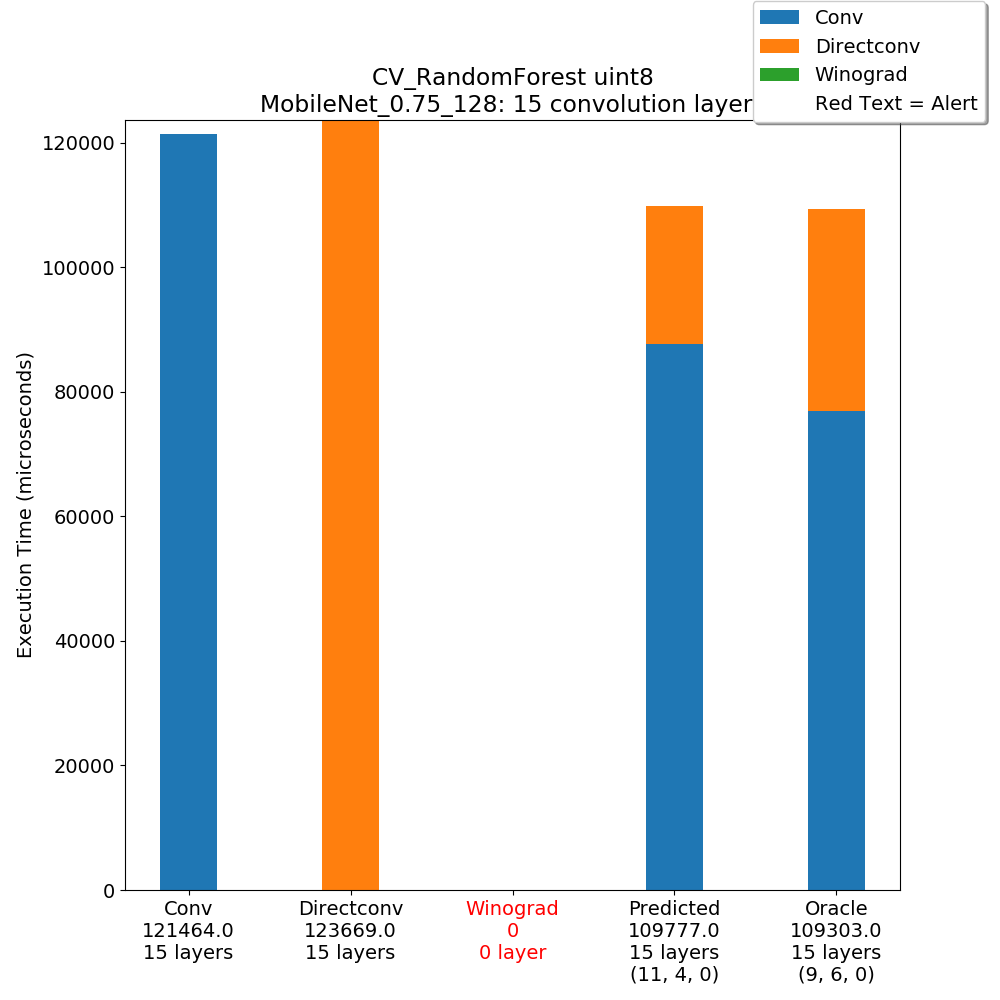 Conv
Directconv
Winograd
Red Text = Alert
CV_RandomForest uint8
MobileNet_0.75_128: 15 convolution layer
120000
100000
80000
60000
40000
20000
0
Execution Time (microseconds)
Conv
121464.0
15 layers
Directconv
123669.0
15 layers
Winograd
0
0 layer
Predicted
109777.0
15 layers
(11, 4, 0)
Oracle
109303.0
15 layers
(9, 6, 0)